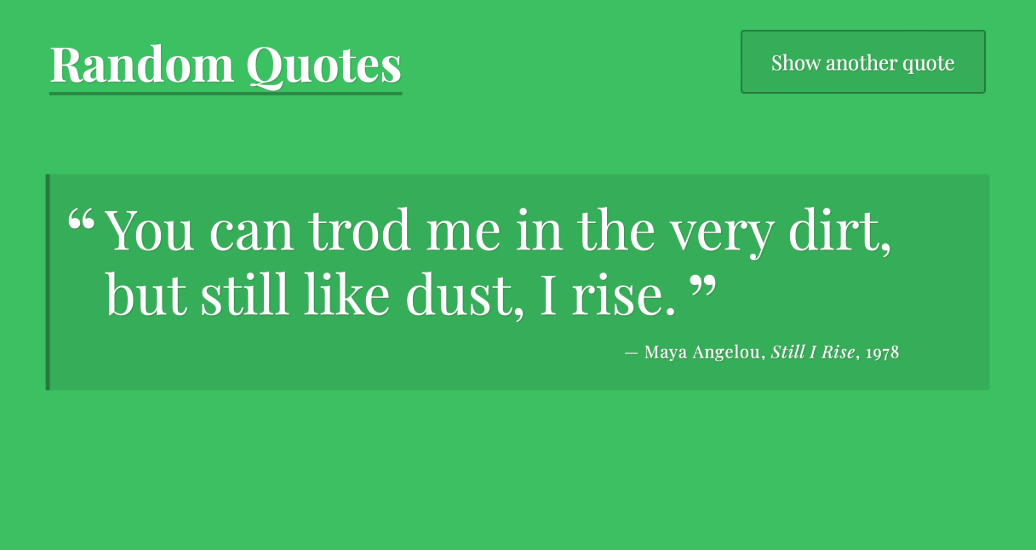 Random Quotes
Show another quote
“You can trod me in the very dirt,
but still like dust, I rise.”
— Maya Angelou, Still I Rise, 1978